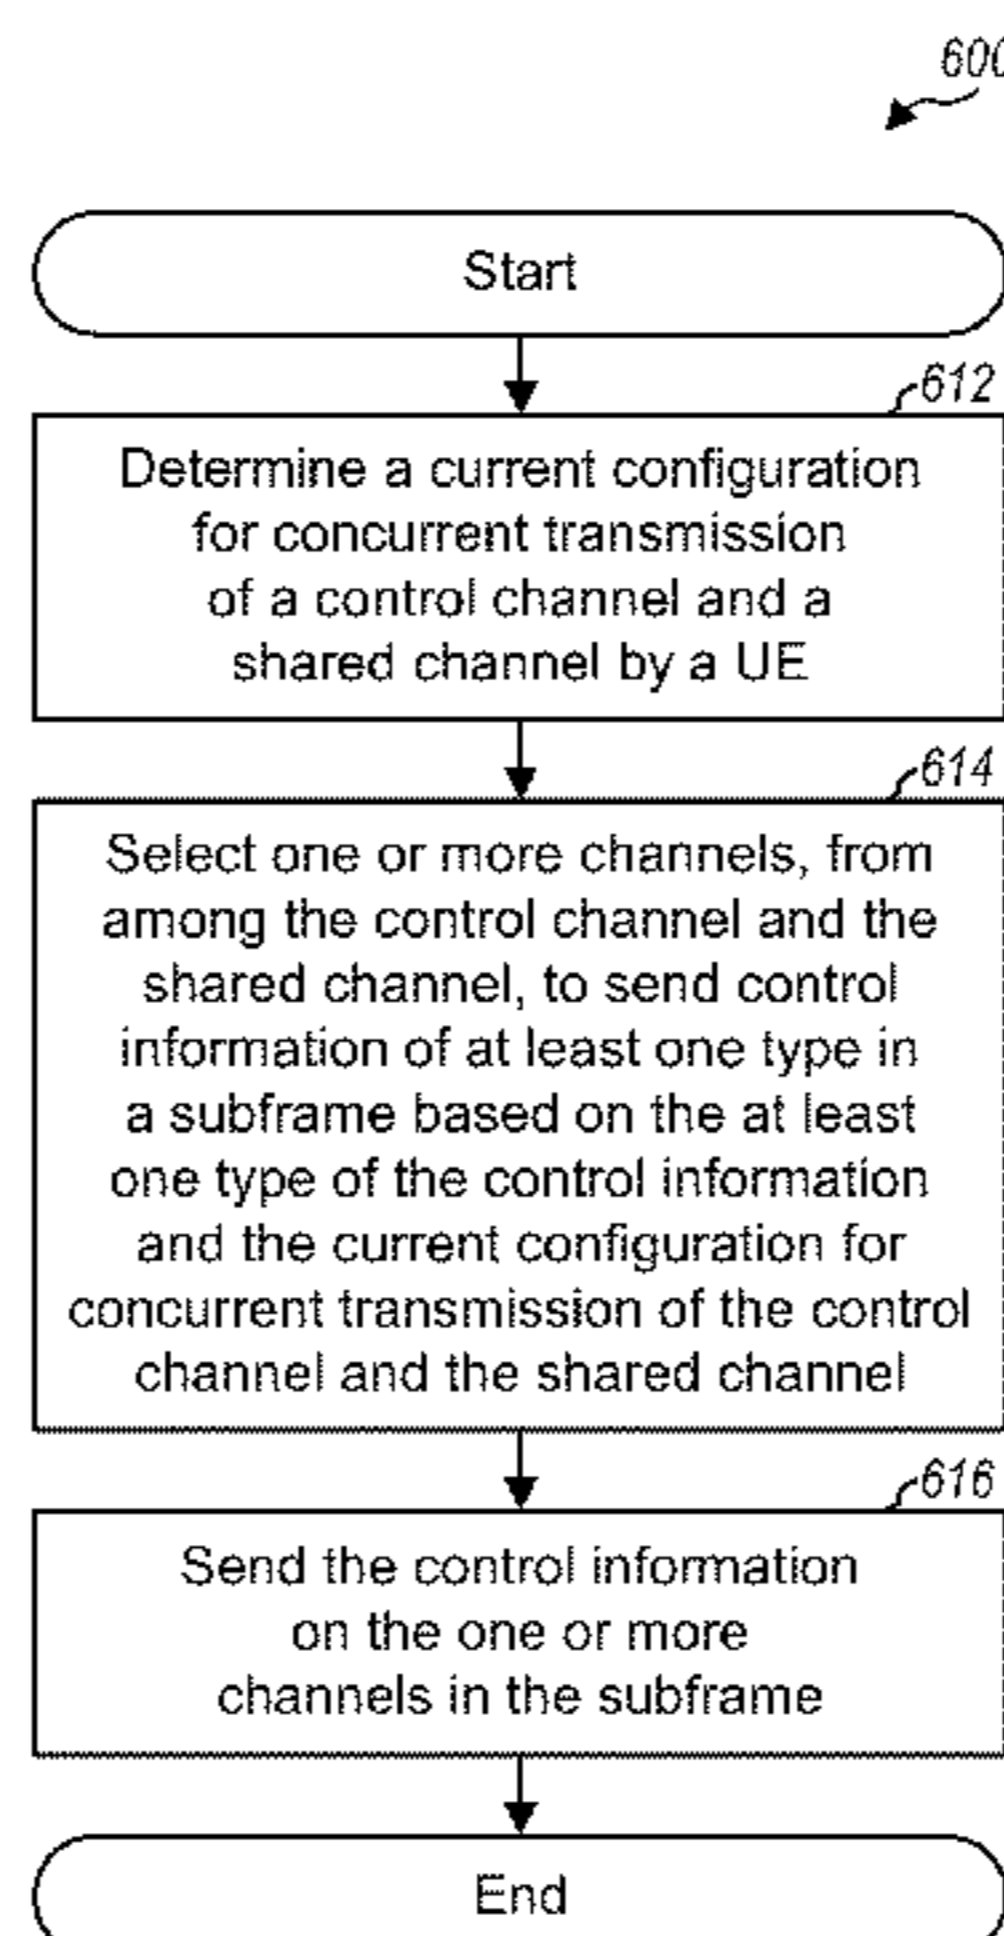 600
Start
612
Determine a current configuration
for concurrent transmission
of a control channel and a
shared channel by a UE
614
Select one or more channels, from
among the control channel and the
shared channel, to send control
information of at least one type in
a subframe based on the at least
one type of the control information
and the current configuration for
concurrent transmission of the control
channel and the shared channel
616
Send the control information
on the one or more
channels in the subframe
End